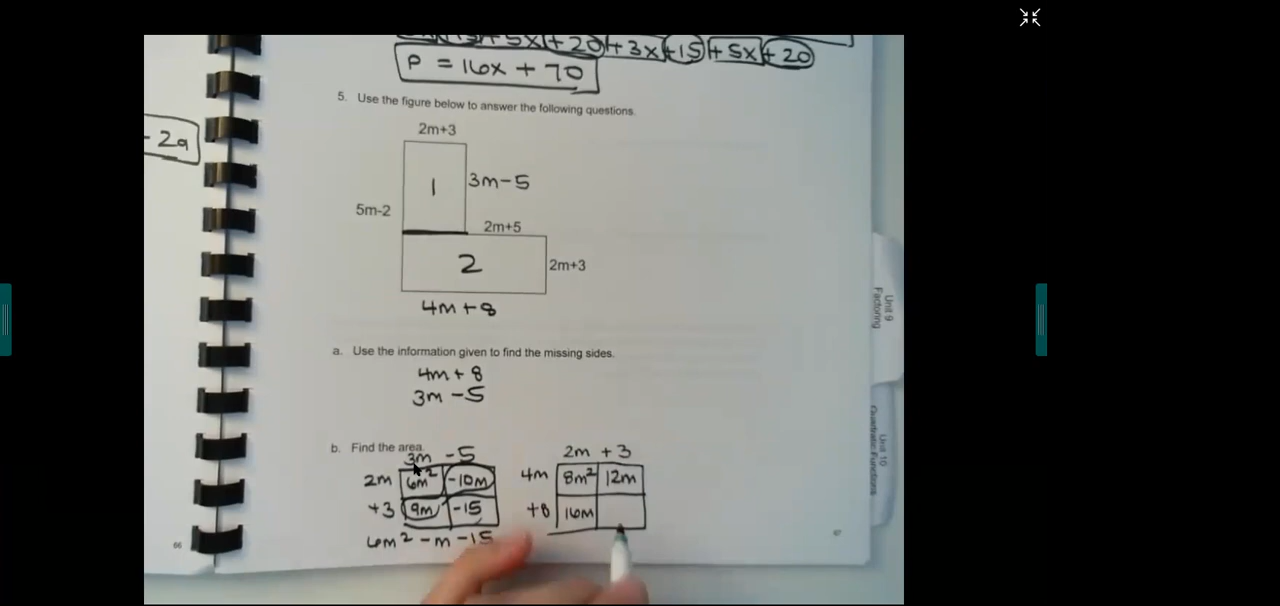 +5x+20+3x+15+5x+20
P = 16x + 70
- 2a
5. Use the figure below to answer the following questions.
2m+3
1
3m-5
5m-2
2m+5
2
2m+3
4m+8
Unit 9
Factoring
a. Use the information given to find the missing sides.
4m+8
3m-5
Unit 10
Quadratic Functions
b. Find the area.
3m -5
2m + 3
2m 6m² -10m
4m 8m² 12m
+3 9m -15
+8 16m
6m² - m - 15
66
67